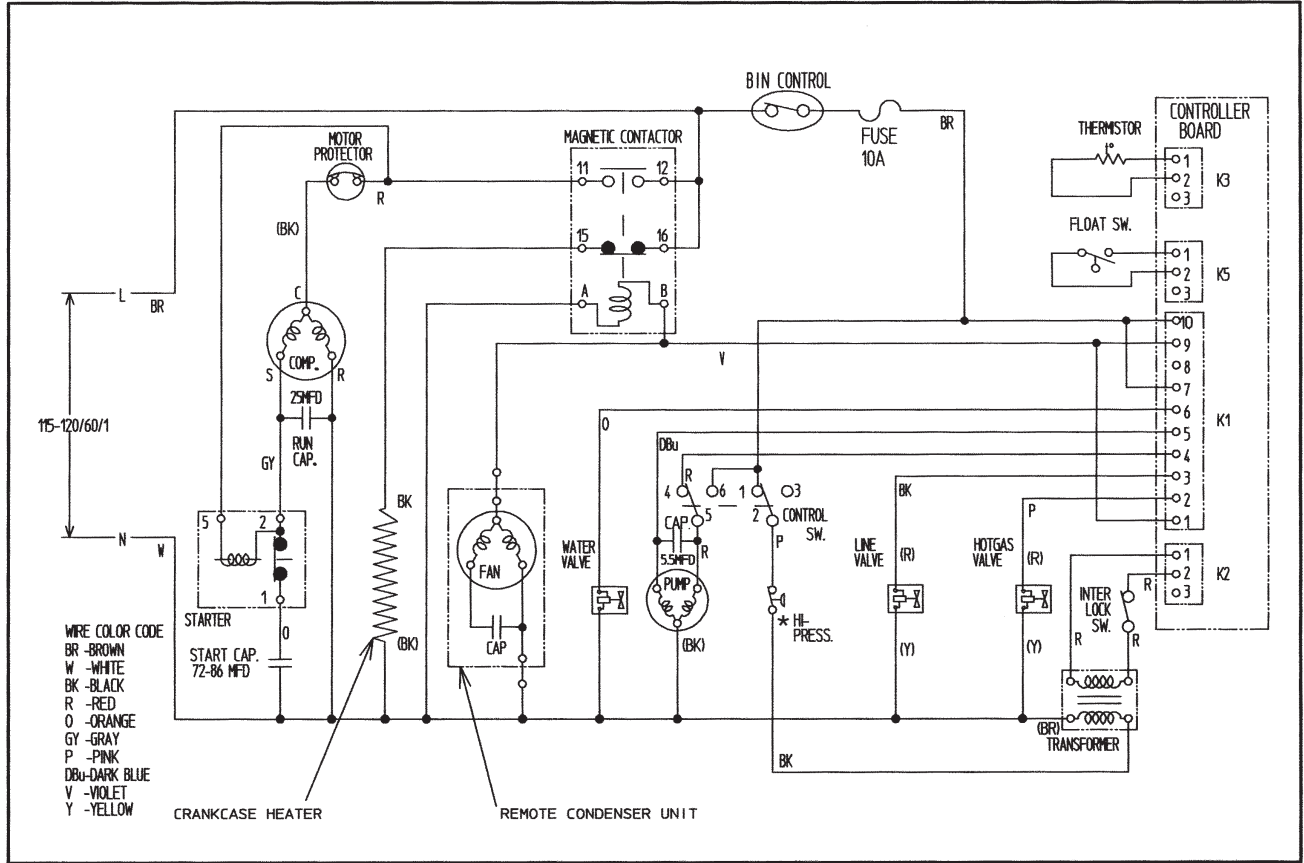 BIN CONTROL
FUSE
10A
BR
CONTROLLER
BOARD
THERMISTOR
t°
1
2
3
K3
FLOAT SW.
1
2
3
K5
MOTOR
PROTECTOR
R
MAGNETIC CONTACTOR
11
12
15
16
A
B
(BK)
L
BR
C
COMP.
S
R
25MFD
RUN
CAP.
GY
115-120/60/1
N
W
5
2
1
STARTER
O
START CAP.
72-86 MFD
BK
(BK)
FAN
CAP
V
O
DBu
WATER
VALVE
R
4
6
1
3
5
2
CONTROL
SW.
CAP.
5.5MFD
R
PUMP
(BK)
P
* HI-
PRESS.
BK
BK
LINE
VALVE
(R)
(Y)
P
HOTGAS
VALVE
(R)
(Y)
10
9
8
7
6
5
4
3
2
1
K1
1
2
3
K2
R
INTER
LOCK
SW.
R
R
(BR)
TRANSFORMER
WIRE COLOR CODE
BR -BROWN
W -WHITE
BK -BLACK
R -RED
O -ORANGE
GY -GRAY
P -PINK
DBu-DARK BLUE
V -VIOLET
Y -YELLOW
CRANKCASE HEATER
REMOTE CONDENSER UNIT